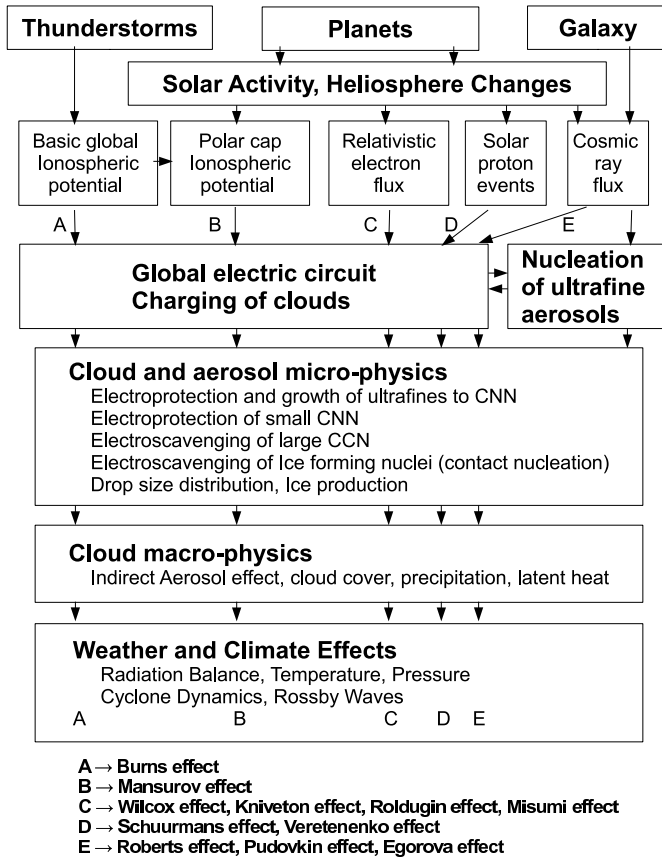 Thunderstorms
Planets
Galaxy
Solar Activity, Heliosphere Changes
Basic global
Ionospheric
potential
Polar cap
Ionospheric
potential
Relativistic
electron
flux
Solar
proton
events
Cosmic
ray
flux
A
B
C
D
E
Global electric circuit
Charging of clouds
Nucleation
of ultrafine
aerosols
Cloud and aerosol micro-physics
Electroprotection and growth of ultrafines to CNN
Electroprotection of small CNN
Electroscavenging of large CCN
Electroscavenging of Ice forming nuclei (contact nucleation)
Drop size distribution, Ice production
Cloud macro-physics
Indirect Aerosol effect, cloud cover, precipitation, latent heat
Weather and Climate Effects
Radiation Balance, Temperature, Pressure
Cyclone Dynamics, Rossby Waves
A B C D E
A → Burns effect
B → Mansurov effect
C → Wilcox effect, Kniveton effect, Roldugin effect, Misumi effect
D → Schuurmans effect, Veretenenko effect
E → Roberts effect, Pudovkin effect, Egorova effect